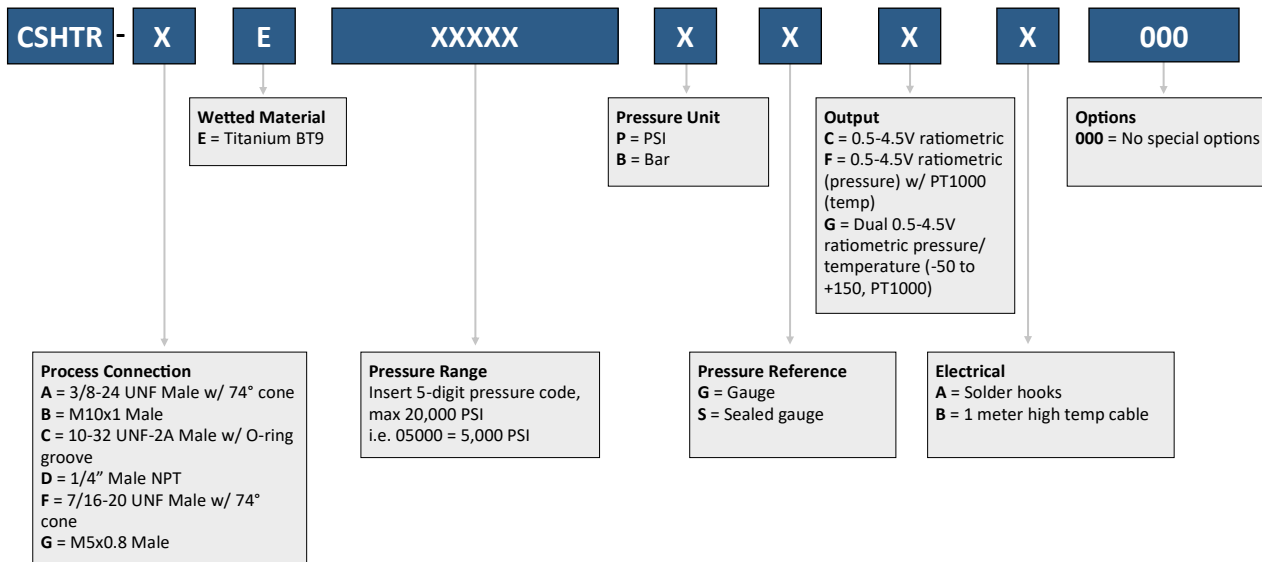 CSHTR - X E XXXXX X X X X 000
Wetted Material
E = Titanium BT9
Pressure Unit
P = PSI
B = Bar
Output
C = 0.5-4.5V ratiometric
F = 0.5-4.5V ratiometric
(pressure) w/ PT1000
(temp)
G = Dual 0.5-4.5V
ratiometric pressure/
temperature (-50 to
+150, PT1000)
Options
000 = No special options
Process Connection
A = 3/8-24 UNF Male w/ 74° cone
B = M10x1 Male
C = 10-32 UNF-2A Male w/ O-ring
groove
D = 1/4” Male NPT
F = 7/16-20 UNF Male w/ 74°
cone
G = M5x0.8 Male
Pressure Range
Insert 5-digit pressure code,
max 20,000 PSI
i.e. 05000 = 5,000 PSI
Pressure Reference
G = Gauge
S = Sealed gauge
Electrical
A = Solder hooks
B = 1 meter high temp cable